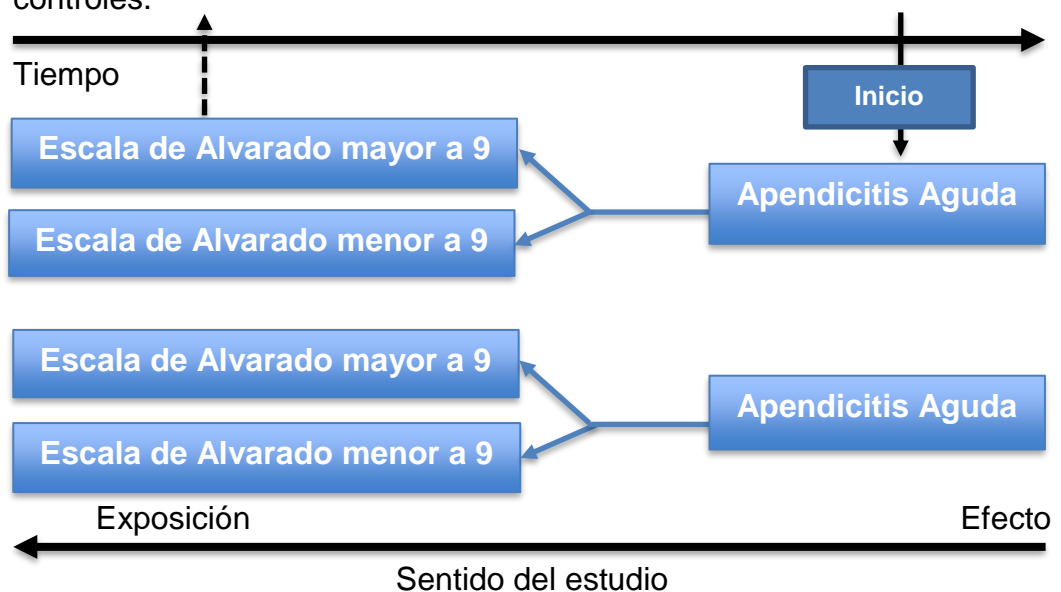 controles.
Tiempo
Inicio
Escala de Alvarado mayor a 9
Apendicitis Aguda
Escala de Alvarado menor a 9
Escala de Alvarado mayor a 9
Apendicitis Aguda
Escala de Alvarado menor a 9
Exposición
Efecto
Sentido del estudio